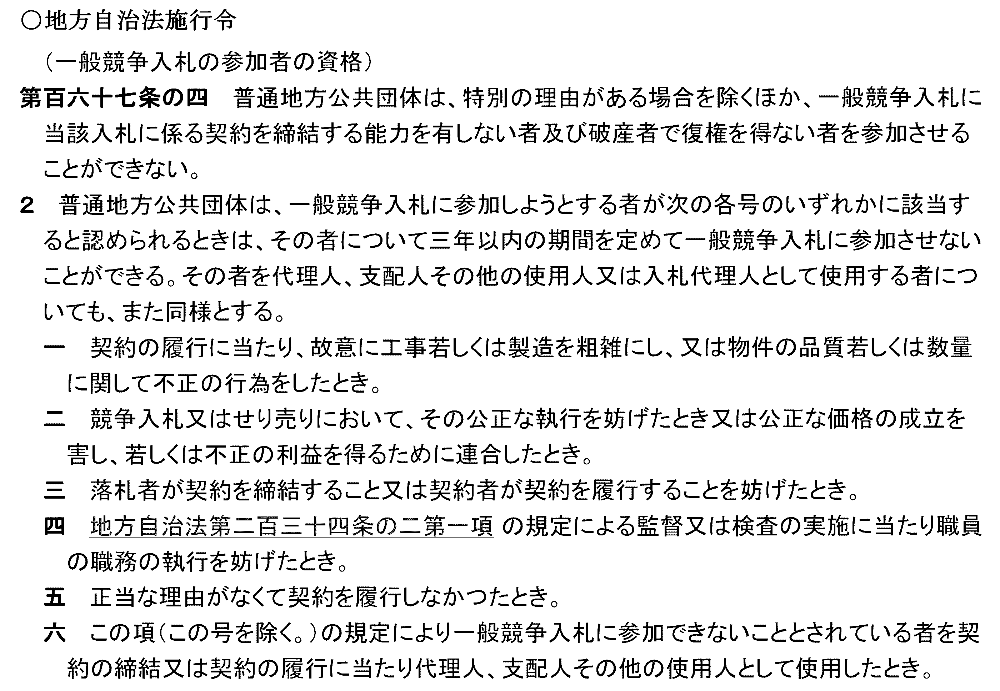 ○地方自治法施行令
（一般競争入札の参加者の資格）
第百六十七条の四　普通地方公共団体は、特別の理由がある場合を除くほか、一般競争入札に
当該入札に係る契約を締結する能力を有しない者及び破産者で復権を得ない者を参加させる
ことができない。
２　普通地方公共団体は、一般競争入札に参加しようとする者が次の各号のいずれかに該当す
ると認められるときは、その者について三年以内の期間を定めて一般競争入札に参加させない
ことができる。その者を代理人、支配人その他の使用人又は入札代理人として使用する者につ
いても、また同様とする。
一　契約の履行に当たり、故意に工事若しくは製造を粗雑にし、又は物件の品質若しくは数量
に関して不正の行為をしたとき。
二　競争入札又はせり売りにおいて、その公正な執行を妨げたとき又は公正な価格の成立を
害し、若しくは不正の利益を得るために連合したとき。
三　落札者が契約を締結すること又は契約者が契約を履行することを妨げたとき。
四　地方自治法第二百三十四条の二第一項 の規定による監督又は検査の実施に当たり職員
の職務の執行を妨げたとき。
五　正当な理由がなくて契約を履行しなかつたとき。
六　この項（この号を除く。）の規定により一般競争入札に参加できないこととされている者を契
約の締結又は契約の履行に当たり代理人、支配人その他の使用人として使用したとき。